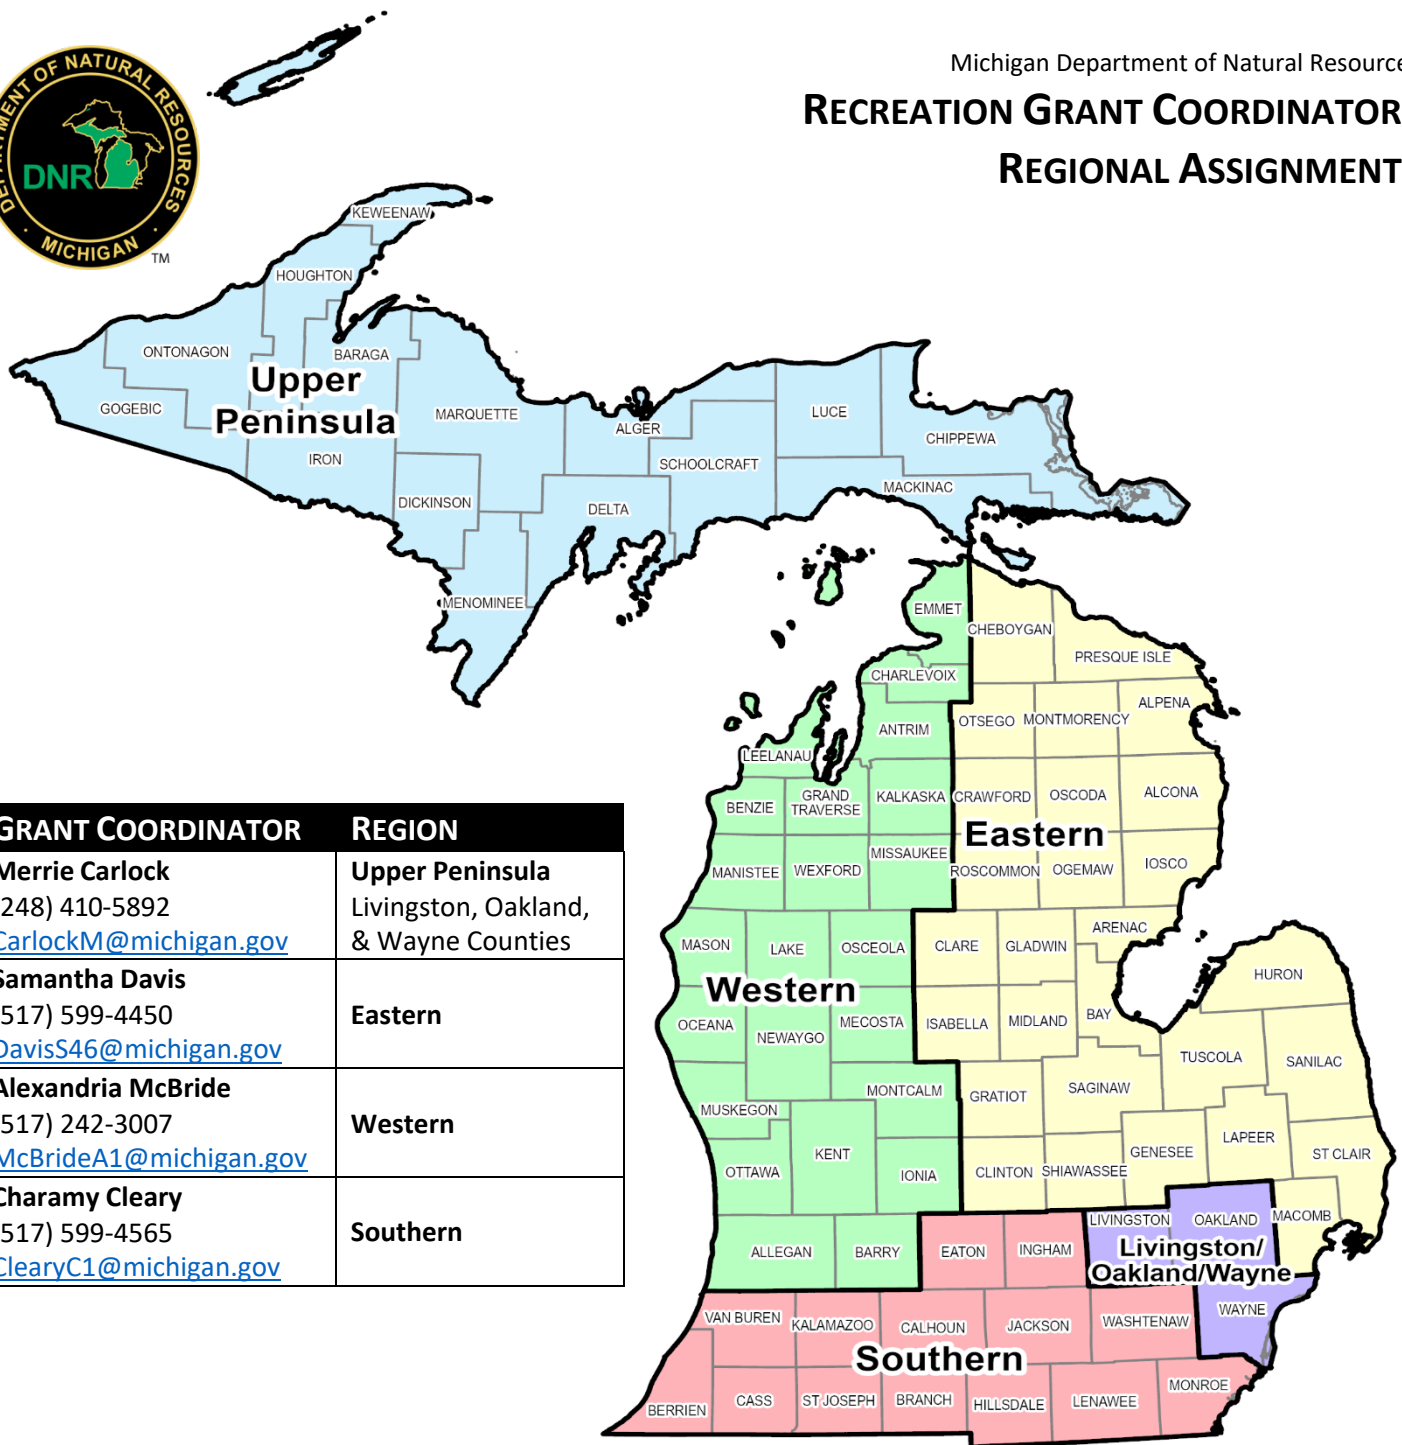 DEPARTMENT OF NATURAL RESOURCES
DNR
· MICHIGAN ·
TM
Michigan Department of Natural Resource
RECREATION GRANT COORDINATOR
REGIONAL ASSIGNMENT
KEWEENAW
HOUGHTON
ONTONAGON
BARAGA
Upper
Peninsula
GOGEBIC
MARQUETTE
ALGER
LUCE
CHIPPEWA
IRON
SCHOOLCRAFT
MACKINAC
DICKINSON
DELTA
MENOMINEE
EMMET
CHEBOYGAN
PRESQUE ISLE
CHARLEVOIX
ANTRIM
OTSEGO
MONTMORENCY
ALPENA
LEELANAU
BENZIE
GRAND
TRAVERSE
KALKASKA
CRAWFORD
OSCODA
ALCONA
Eastern
MANISTEE
WEXFORD
MISSAUKEE
ROSCOMMON
OGEMAW
IOSCO
MASON
LAKE
OSCEOLA
CLARE
GLADWIN
ARENAC
HURON
Western
OCEANA
NEWAYGO
MECOSTA
ISABELLA
MIDLAND
BAY
TUSCOLA
SANILAC
MUSKEGON
MONTCALM
GRATIOT
SAGINAW
OTTAWA
KENT
IONIA
CLINTON
SHIAWASSEE
GENESEE
LAPEER
ST CLAIR
ALLEGAN
BARRY
EATON
INGHAM
LIVINGSTON
OAKLAND
MACOMB
Livingston/
Oakland/Wayne
WAYNE
VAN BUREN
KALAMAZOO
CALHOUN
JACKSON
WASHTENAW
Southern
BERRIEN
CASS
ST JOSEPH
BRANCH
HILLSDALE
LENAWEE
MONROE
GRANT COORDINATOR REGION
Merrie Carlock
248) 410-5892
CarlockM@michigan.gov
Upper Peninsula
Livingston, Oakland,
& Wayne Counties
Samantha Davis
517) 599-4450
DavisS46@michigan.gov
Eastern
Alexandria McBride
517) 242-3007
McBrideA1@michigan.gov
Western
Charamy Cleary
517) 599-4565
ClearyC1@michigan.gov
Southern